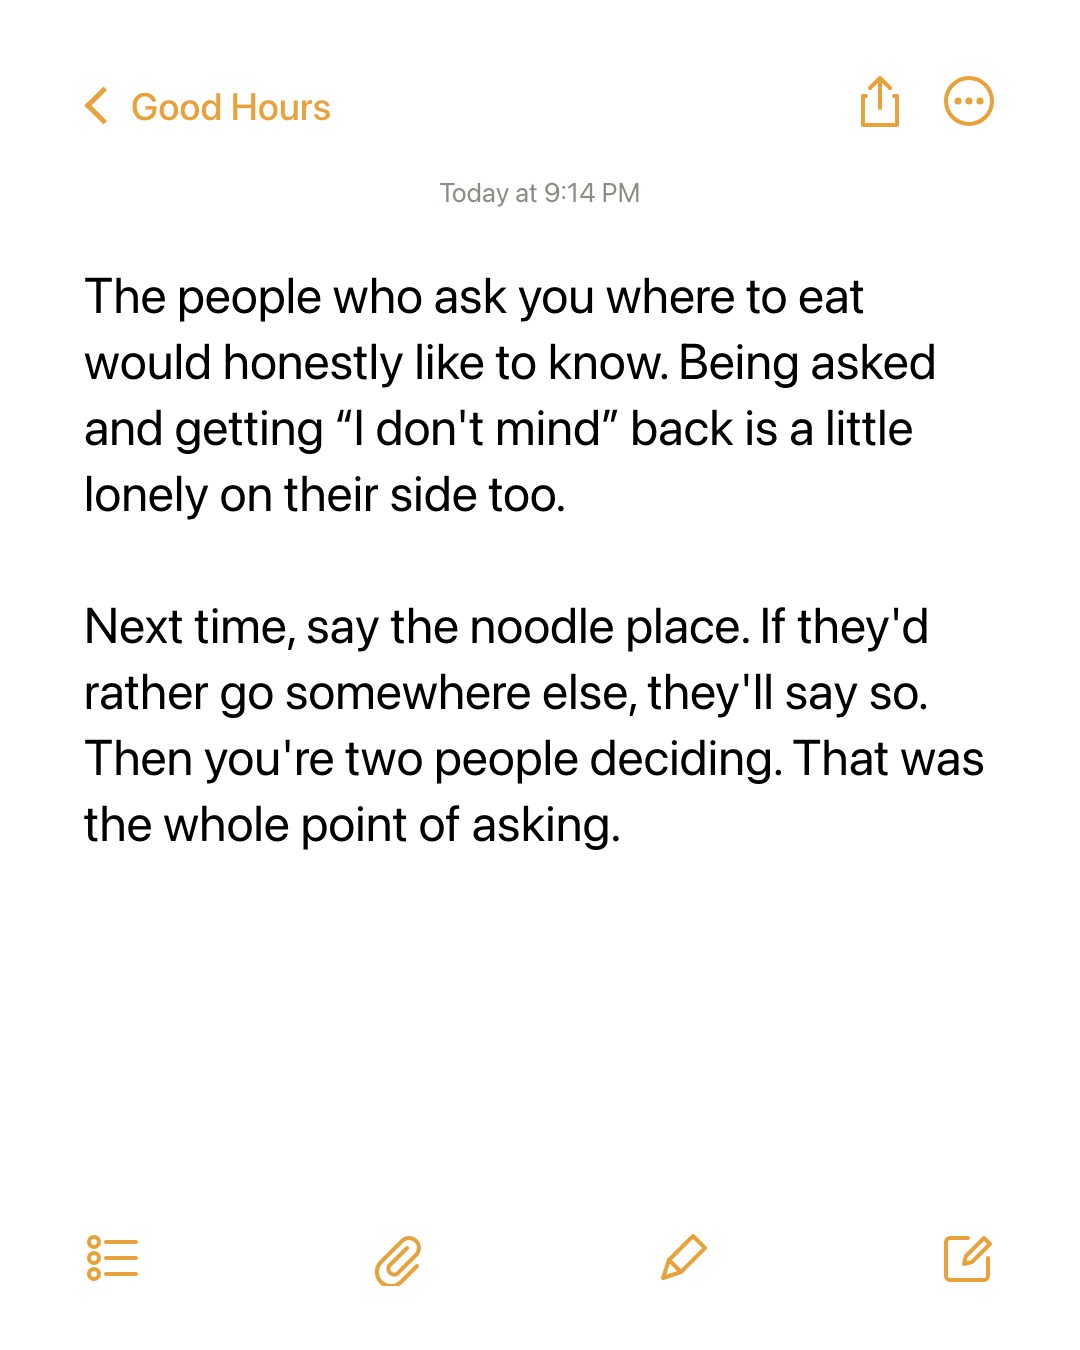 Good Hours
Today at 9:14 PM
The people who ask you where to eat
would honestly like to know. Being asked
and getting “I don't mind” back is a little
lonely on their side too.
Next time, say the noodle place. If they'd
rather go somewhere else, they'll say so.
Then you're two people deciding. That was
the whole point of asking.